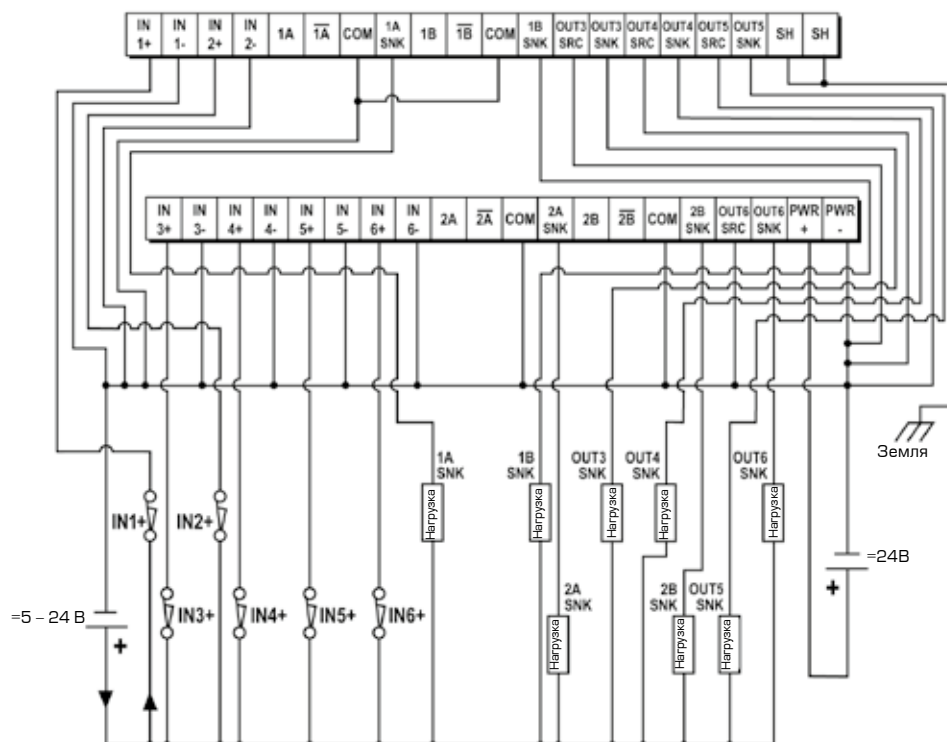 IN 1+ IN 1- IN 2+ IN 2- 1A 1̅A̅ COM 1A SNK 1B 1̅B̅ COM 1B SNK OUT3 SRC OUT3 SNK OUT4 SRC OUT4 SNK OUT5 SRC OUT5 SNK SH SH
IN 3+ IN 3- IN 4+ IN 4- IN 5+ IN 5- IN 6+ IN 6- 2A 2̅A̅ COM 2A SNK 2B 2̅B̅ COM 2B SNK OUT6 SRC OUT6 SNK PWR + PWR -
Земля
1A SNK
1B SNK
OUT3 SNK
OUT4 SNK
OUT6 SNK
Нагрузка
Нагрузка
Нагрузка
Нагрузка
Нагрузка
IN1+
IN2+
=24В
+
2A SNK
2B SNK
OUT5 SNK
Нагрузка
Нагрузка
Нагрузка
=5 – 24 В
+
IN3+
IN4+
IN5+
IN6+